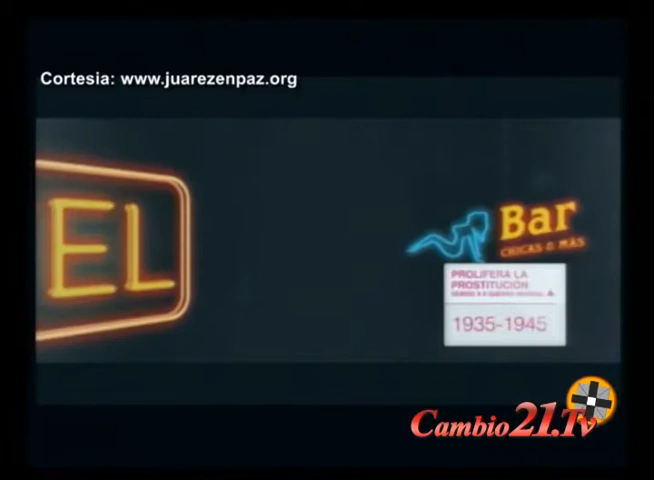 Cortesia: www.juarezenpaz.org
EL
Bar
CHICAS & MÁS
PROLIFERA LA
PROSTITUCIÓN
1935-1945
Cambio21.Tv